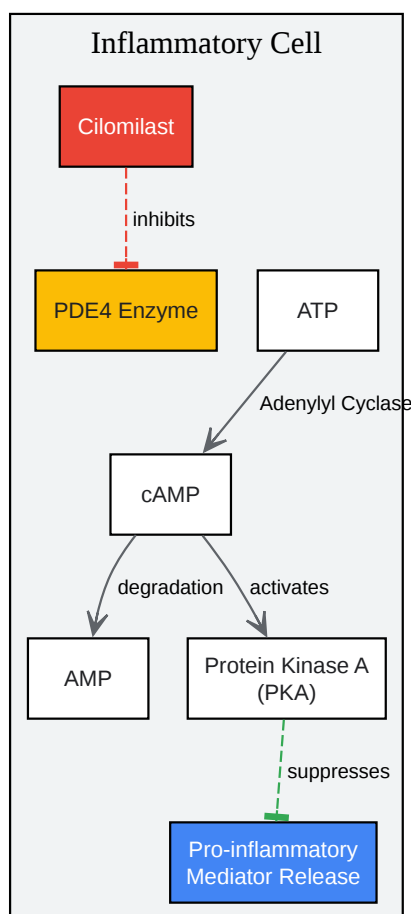 Inflammatory Cell
Cilomilast
inhibits
PDE4 Enzyme
ATP
Adenylyl Cyclase
cAMP
degradation
activates
AMP
Protein Kinase A
(PKA)
suppresses
Pro-inflammatory
Mediator Release